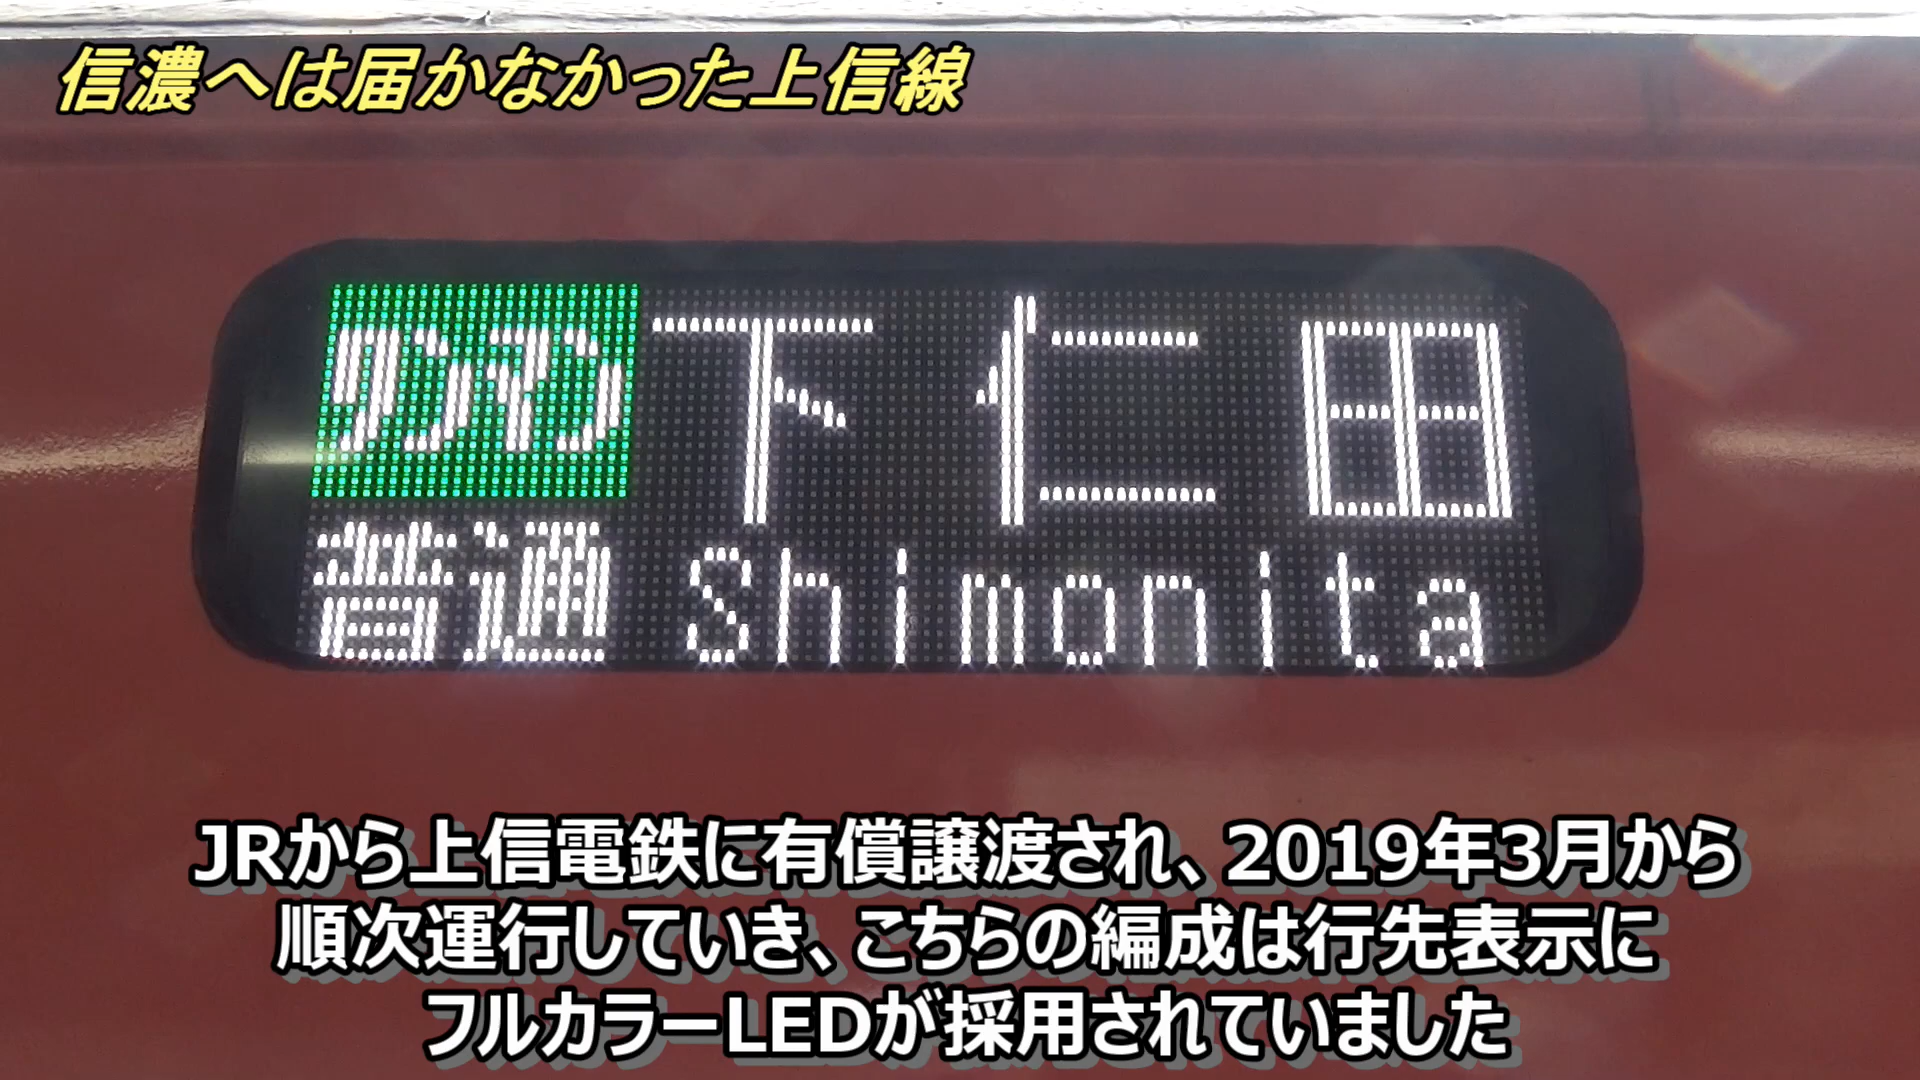 信濃へは届かなかった上信線
ワンマン
下仁田
普通
Shimonita
JRから上信電鉄に有償譲渡され、2019年3月から
順次運行していき、こちらの編成は行先表示に
フルカラーLEDが採用されていました